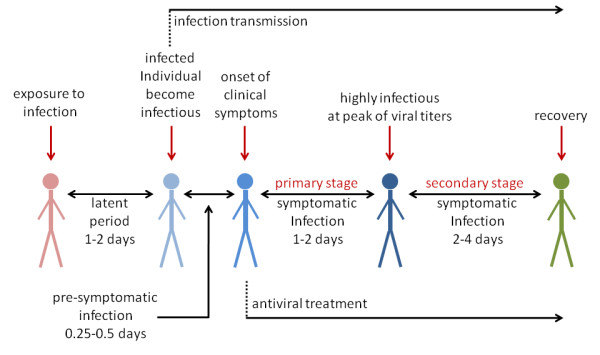 infection transmission
infected
Individual
become
infectious
onset of
clinical
symptoms
exposure to
infection
highly infectious
at peak of viral titers
recovery
latent
period
1-2 days
primary stage
symptomatic
Infection
1-2 days
secondary stage
symptomatic
Infection
2-4 days
pre-symptomatic
infection
0.25-0.5 days
antiviral treatment